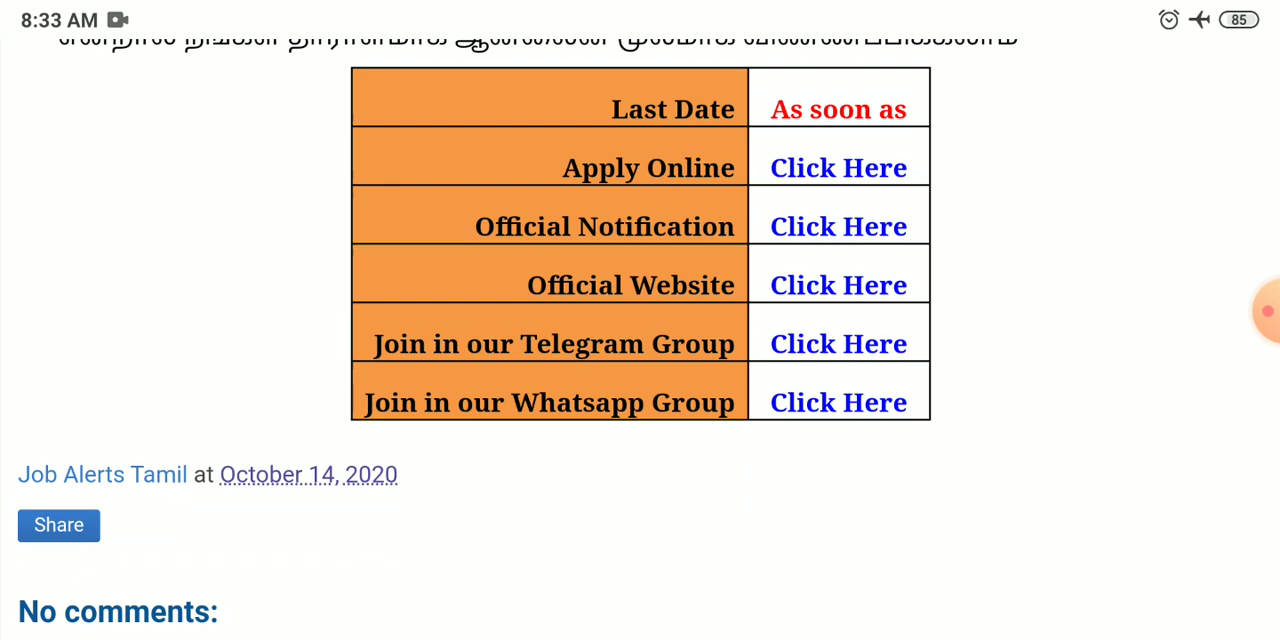 8:33 AM
85
Last Date As soon as
Apply Online Click Here
Official Notification Click Here
Official Website Click Here
Join in our Telegram Group Click Here
Join in our Whatsapp Group Click Here
Job Alerts Tamil at October 14, 2020
Share
No comments: